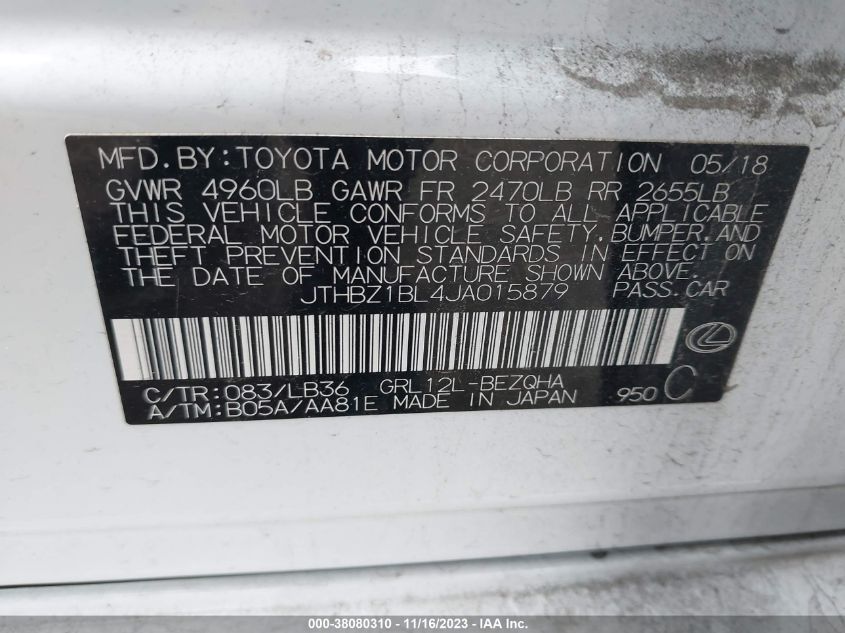 MFD. BY: TOYOTA MOTOR CORPORATION 05/18
GVWR 4960LB GAWR FR 2470LB RR 2655LB
THIS VEHICLE CONFORMS TO ALL APPLICABLE
FEDERAL MOTOR VEHICLE SAFETY, BUMPER, AND
THEFT PREVENTION STANDARDS IN EFFECT ON
THE DATE OF MANUFACTURE SHOWN ABOVE.
JTHBZ1BL4JA015879 PASS. CAR
C/TR: 083/LB36 GRL12L-BEZQHA
A/TM: B05A/AA81E MADE IN JAPAN 950 C
000-38080310 - 11/16/2023 - IAA Inc.